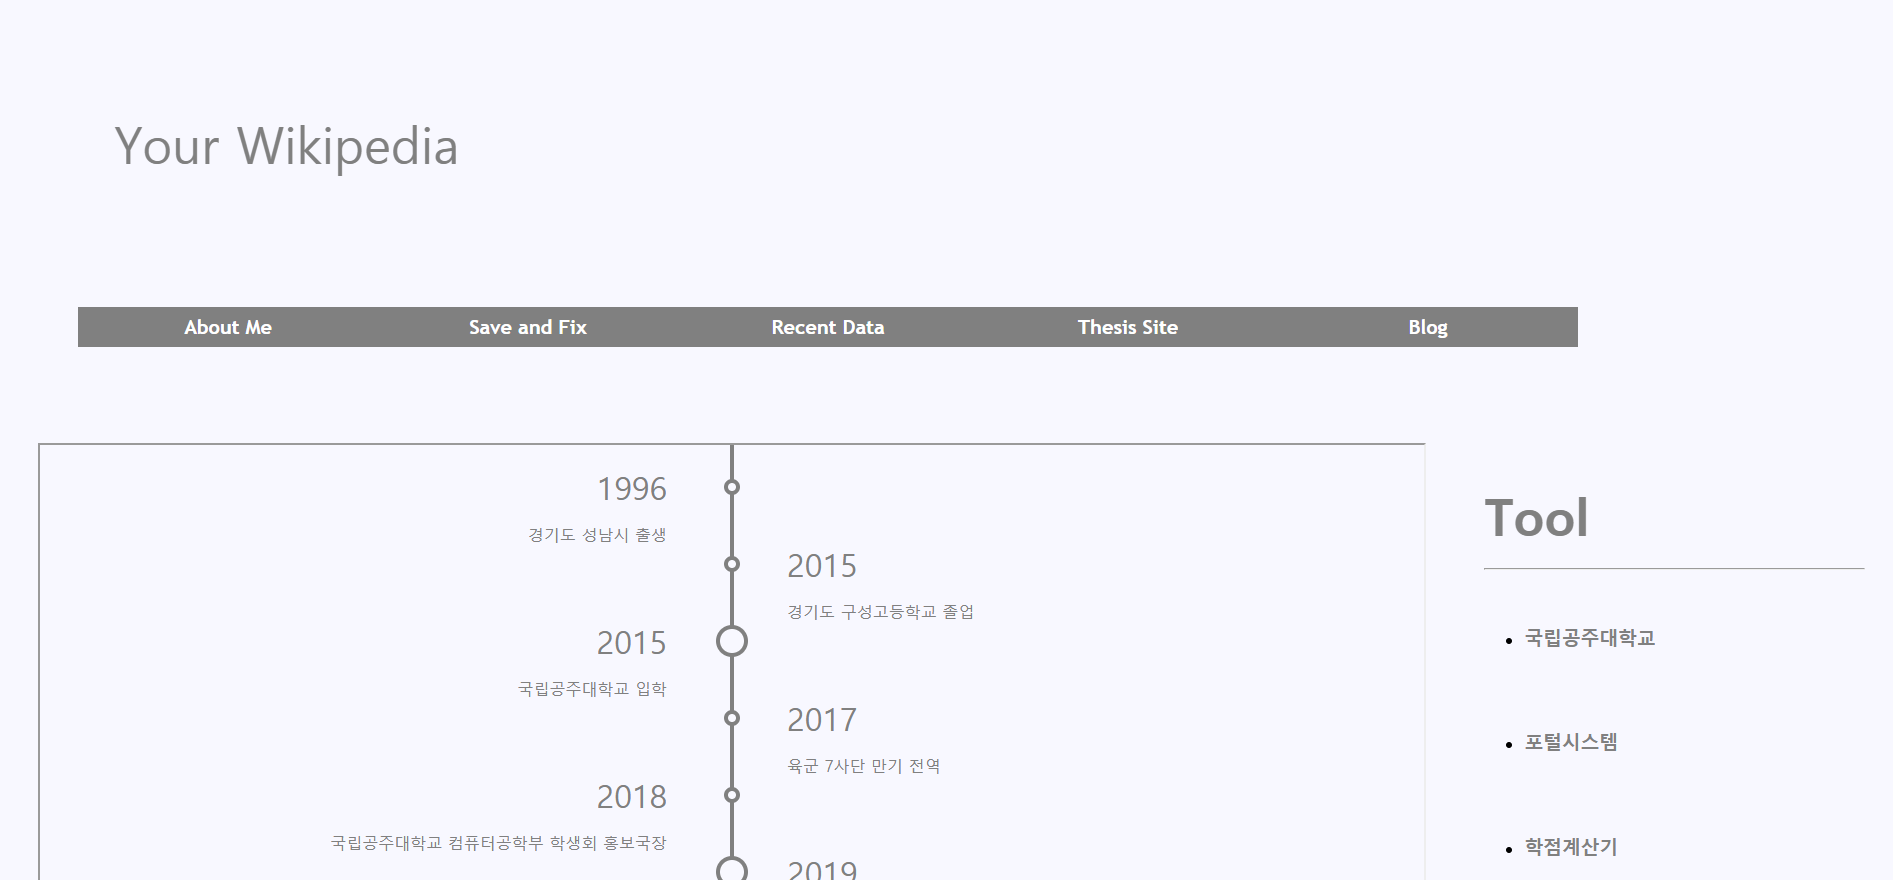 Your Wikipedia
About Me
Save and Fix
Recent Data
Thesis Site
Blog
1996
경기도 성남시 출생
2015
경기도 구성고등학교 졸업
2015
국립공주대학교 입학
2017
육군 7사단 만기 전역
2018
국립공주대학교 컴퓨터공학부 학생회 홍보국장
2019
Tool
국립공주대학교
포털시스템
학점계산기